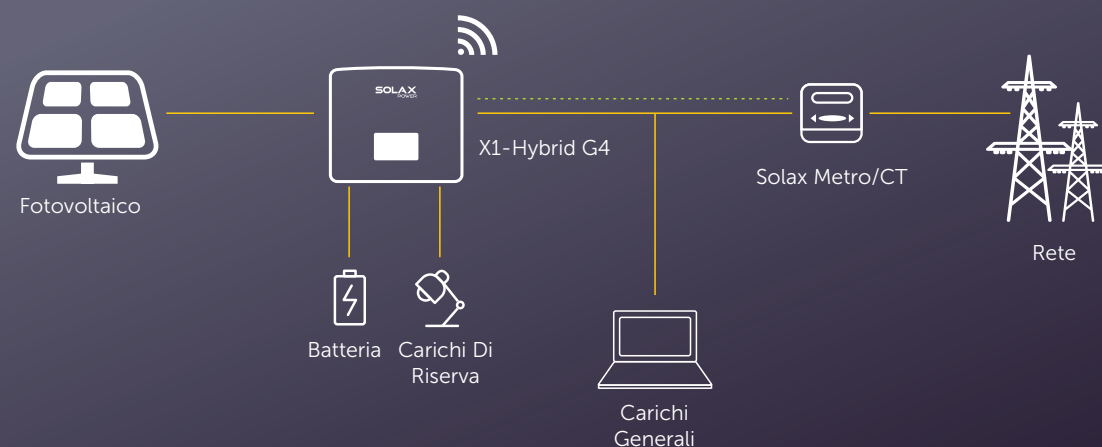 SOLAX
POWER
X1-Hybrid G4
Solax Metro/CT
Fotovoltaico
Rete
Batteria
Carichi Di
Riserva
Carichi
Generali